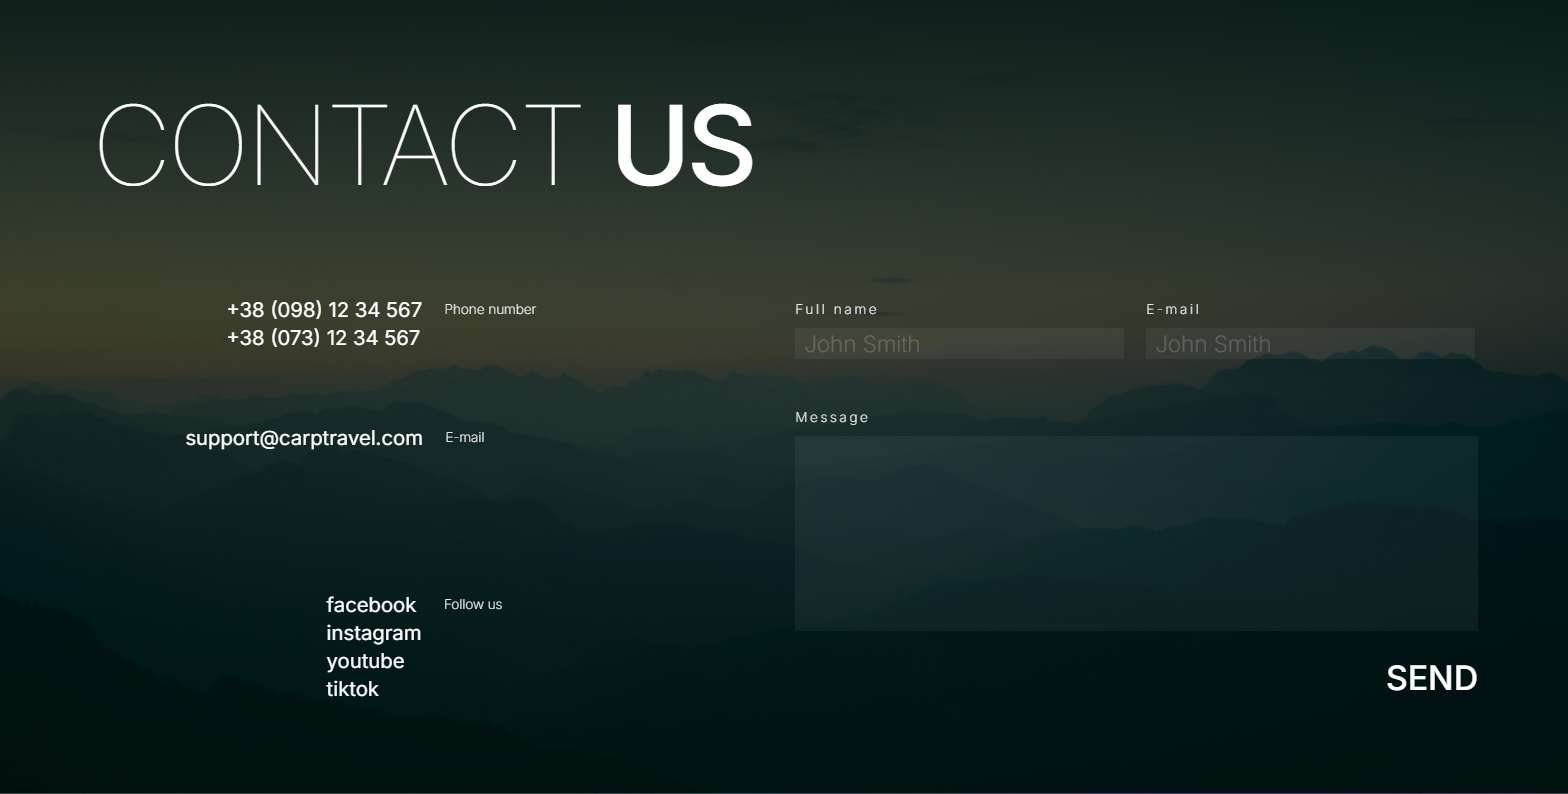 CONTACT US
+38 (098) 12 34 567
Phone number
+38 (073) 12 34 567
support@carptravel.com
E-mail
facebook
Follow us
instagram
youtube
tiktok
Full name
John Smith
E-mail
John Smith
Message
SEND